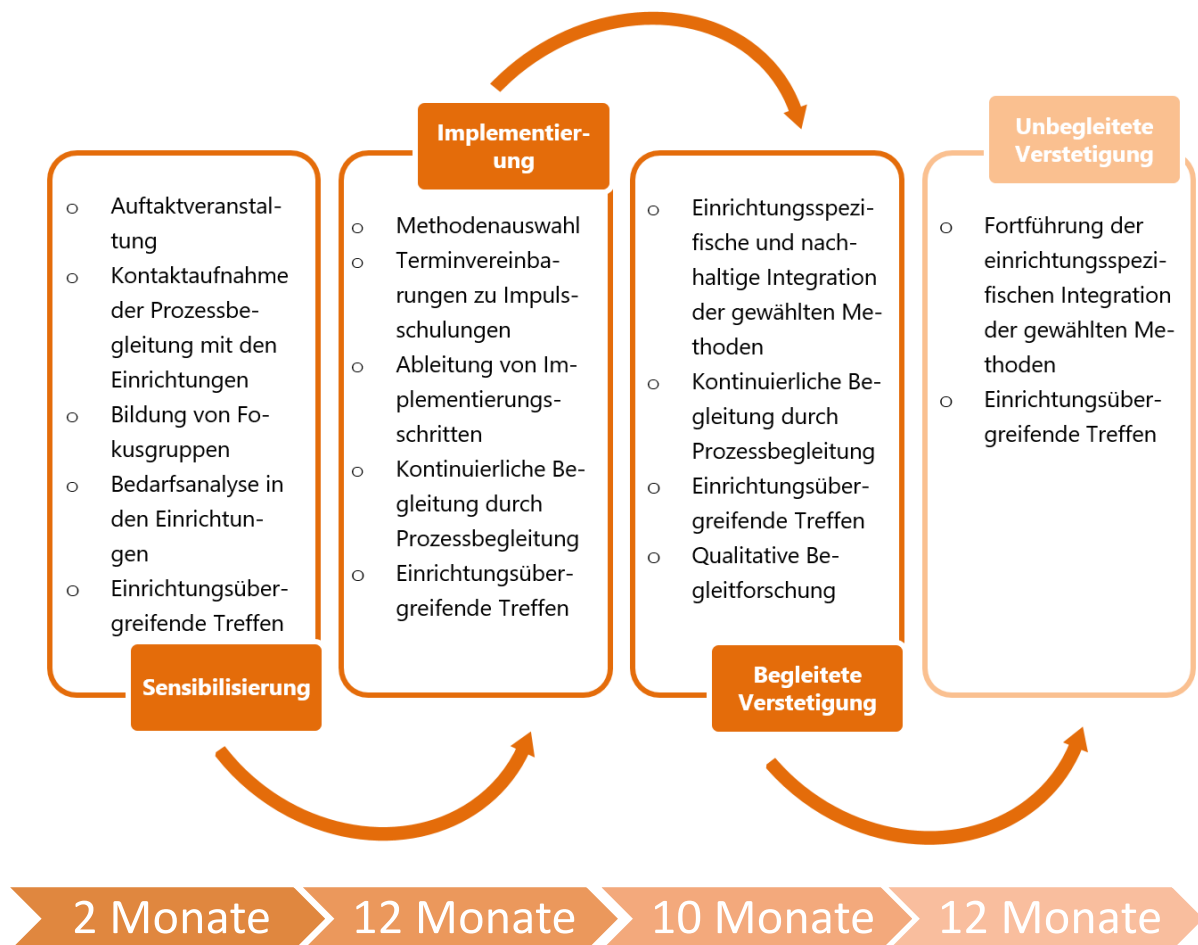 Auftaktveranstal-
tung
Kontaktaufnahme
der Prozessbe-
gleitung mit den
Einrichtungen
Bildung von Fo-
kusgruppen
Bedarfsanalyse in
den Einrichtun-
gen
Einrichtungsüber-
greifende Treffen
Sensibilisierung
Implementier-
ung
Methodenauswahl
Terminvereinba-
rungen zu Impuls-
schulungen
Ableitung von Im-
plementierungs-
schritten
Kontinuierliche Be-
gleitung durch
Prozessbegleitung
Einrichtungsüber-
greifende Treffen
Einrichtungsspezi-
fische und nach-
haltige Integration
der gewählten Me-
thoden
Kontinuierliche Be-
gleitung durch
Prozessbegleitung
Einrichtungsüber-
greifende Treffen
Qualitative Be-
gleitforschung
Begleitete
Verstetigung
Unbegleitete
Verstetigung
Fortführung der
einrichtungsspezi-
fischen Integration
der gewählten Me-
thoden
Einrichtungsüber-
greifende Treffen
2 Monate
12 Monate
10 Monate
12 Monate